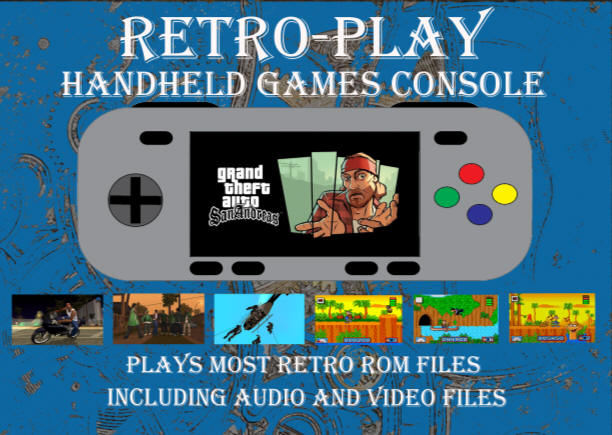 RETRO-PLAY
HANDHELD GAMES CONSOLE
grand
theft
auto
San Andreas
PLAYS MOST RETRO ROM FILES
INCLUDING AUDIO AND VIDEO FILES